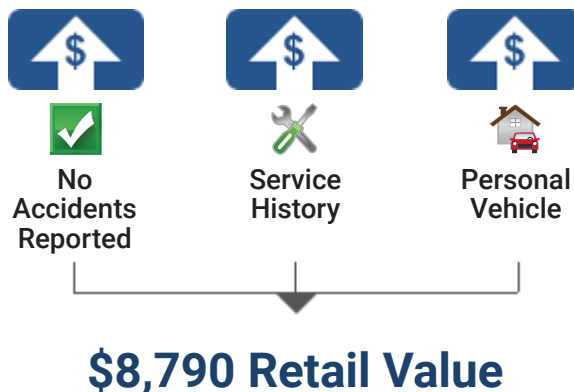 $ $ $
No Accidents Reported
Service History
Personal Vehicle
$8,790 Retail Value